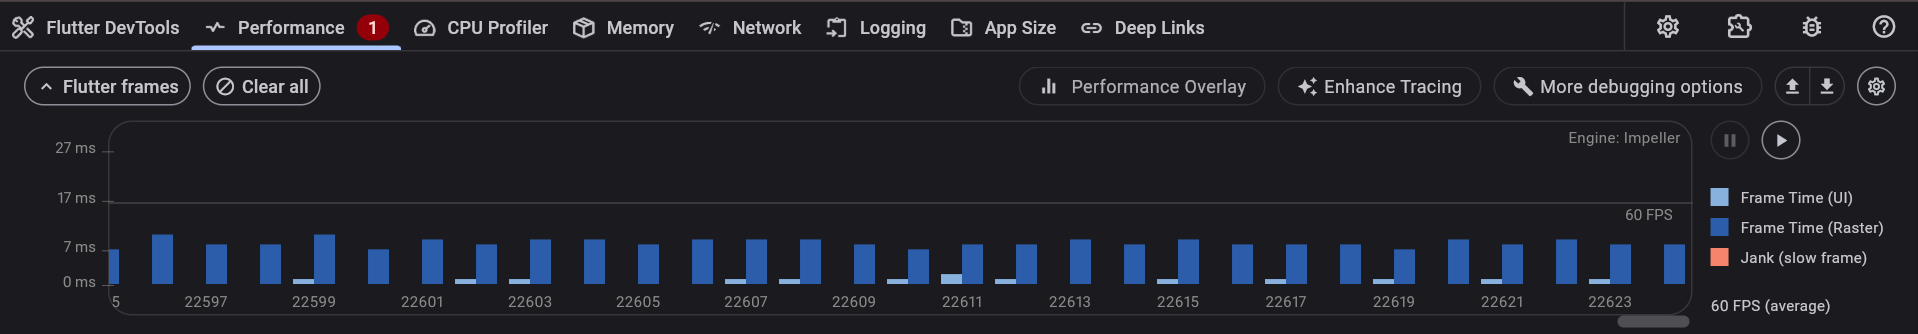 Flutter DevTools Performance 1 CPU Profiler Memory Network Logging App Size Deep Links
Flutter frames Clear all Performance Overlay Enhance Tracing More debugging options
Engine: Impeller
27 ms
17 ms
60 FPS
7 ms
0 ms
5 22597 22599 22601 22603 22605 22607 22609 22611 22613 22615 22617 22619 22621 22623
Frame Time (UI)
Frame Time (Raster)
Jank (slow frame)
60 FPS (average)